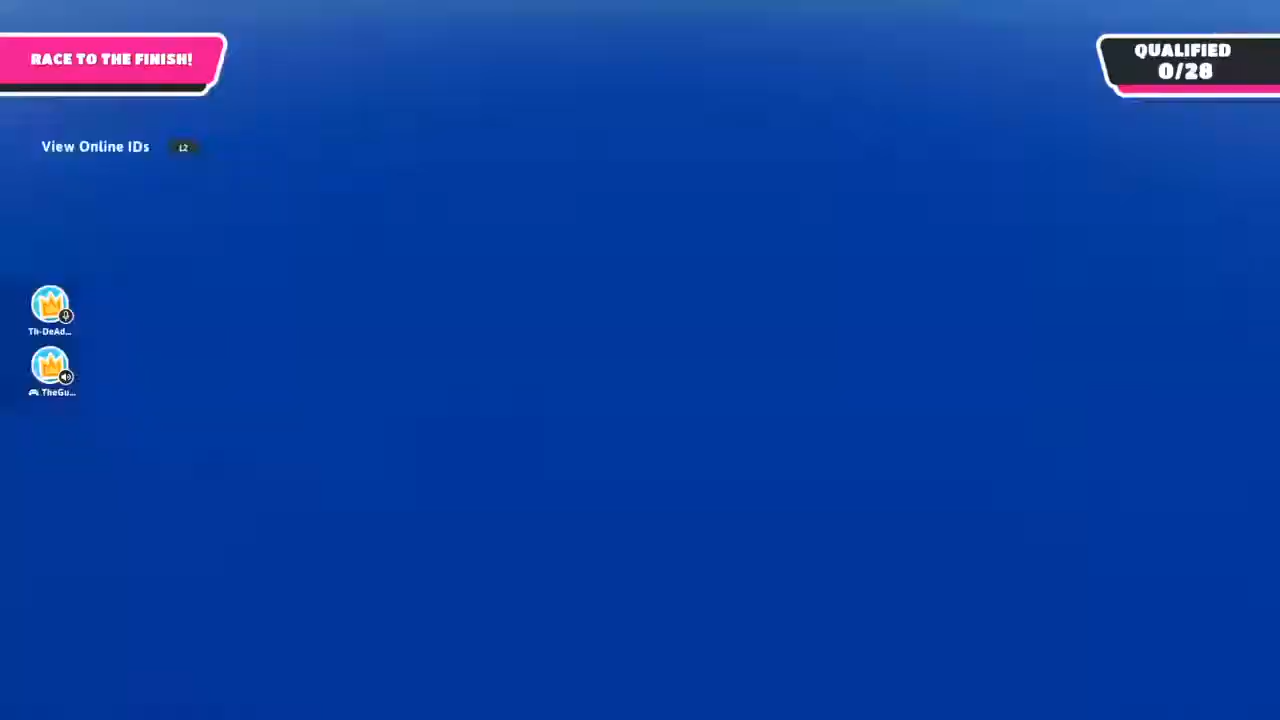 RACE TO THE FINISH!
QUALIFIED
0/28
View Online IDs L2
Th-DeAd...
TheGu...